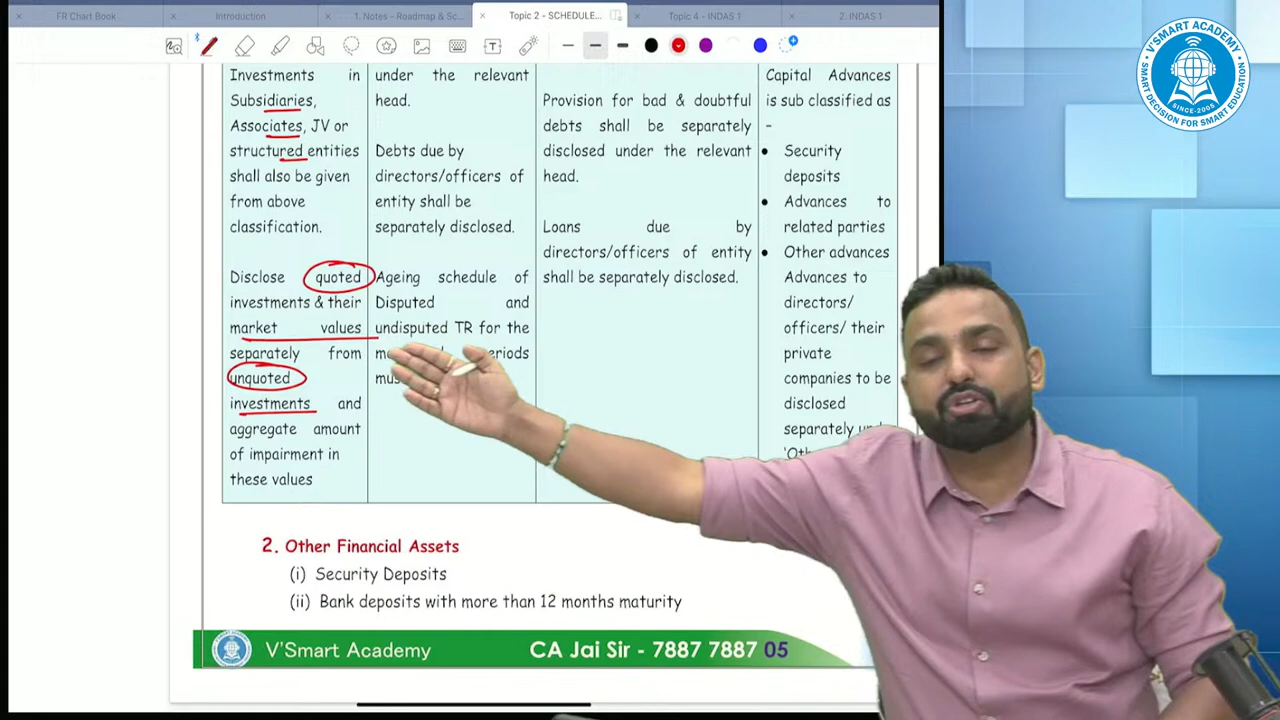 FR Chart Book
Introduction
1. Notes – Roadmap & Sc...
Topic 2 - SCHEDULE...
Topic 4 - INDAS 1
2. INDAS 1
Investments in
Subsidiaries,
Associates, JV or
structured entities
shall also be given
from above
classification.
Disclose quoted
investments & their
market values
separately from
unquoted
investments and
aggregate amount
of impairment in
these values
under the relevant
head.
Debts due by
directors/officers of
entity shall be
separately disclosed.
Ageing schedule of
Disputed and
undisputed TR for the
Provision for bad & doubtful
debts shall be separately
disclosed under the relevant
head.
Loans due by
directors/officers of entity
shall be separately disclosed.
Capital Advances
is sub classified as
–
• Security
deposits
• Advances to
related parties
• Other advances
Advances to
directors/
officers/ their
private
companies to be
disclosed
separately
2. Other Financial Assets
(i) Security Deposits
(ii) Bank deposits with more than 12 months maturity
V'Smart Academy
CA Jai Sir - 7887 7887 05
V'SMART ACADEMY
SINCE-2005
SMART DECISION FOR SMART EDUCATION